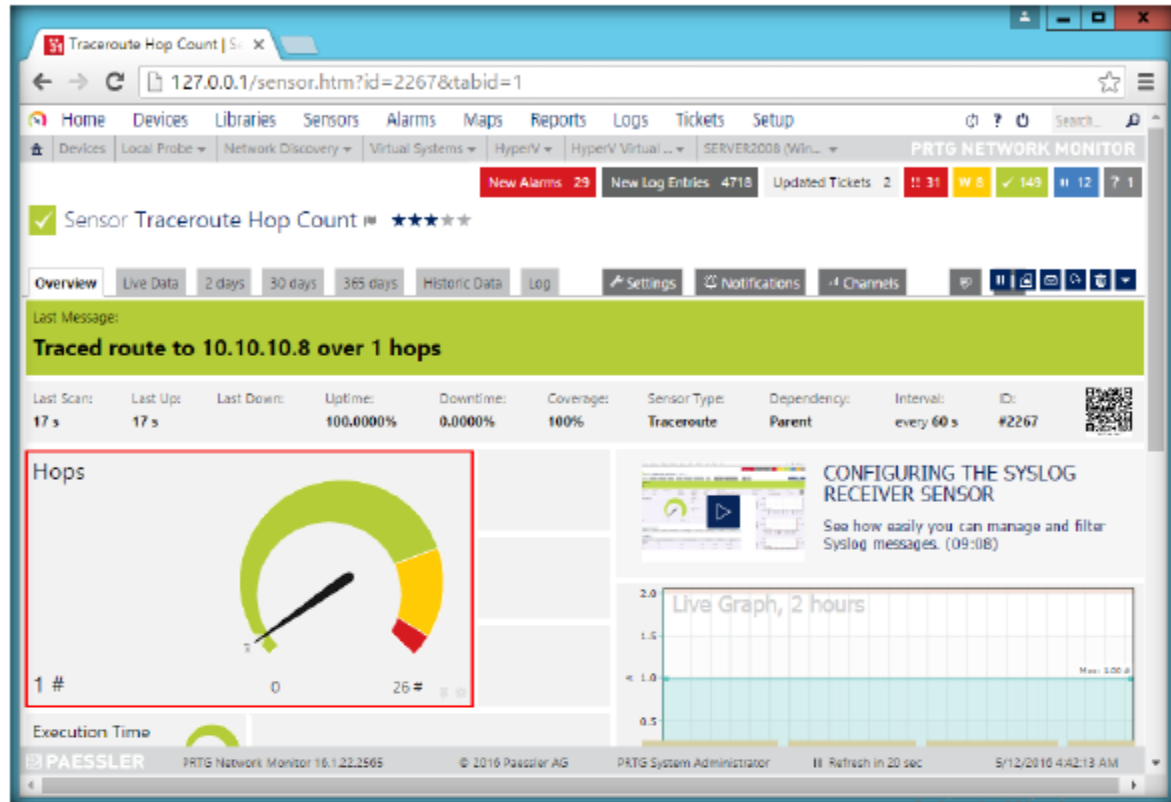 Traceroute Hop Count | S
127.0.0.1/sensor.htm?id=2267&tabid=1
Home Devices Libraries Sensors Alarms Maps Reports Logs Tickets Setup ? Search...
Devices Local Probe Network Discovery Virtual Systems HyperV HyperV Virtual ... SERVER2008 (Win... PRTG NETWORK MONITOR
New Alarms 29 New Log Entries 4718 Updated Tickets 2 !! 31 W 8 149 12 ? 1
Sensor Traceroute Hop Count
Overview Live Data 2 days 30 days 365 days Historic Data Log Settings Notifications Channels
Last Message:
Traced route to 10.10.10.8 over 1 hops
Last Scan: Last Up: Last Down: Uptime: Downtime: Coverage: Sensor Type: Dependency: Interval: ID:
17 s 17 s 100.0000% 0.0000% 100% Traceroute Parent every 60 s #2267
Hops
1 #
0
26 #
CONFIGURING THE SYSLOG
RECEIVER SENSOR
See how easily you can manage and filter
Syslog messages. (09:08)
Live Graph, 2 hours
2.0
1.5
Max: 1.00 #
# 1.0
0.5
Execution Time
PAESSLER PRTG Network Monitor 16.1.22.2565 © 2016 Paessler AG PRTG System Administrator Refresh in 20 sec 5/12/2016 4:42:13 AM